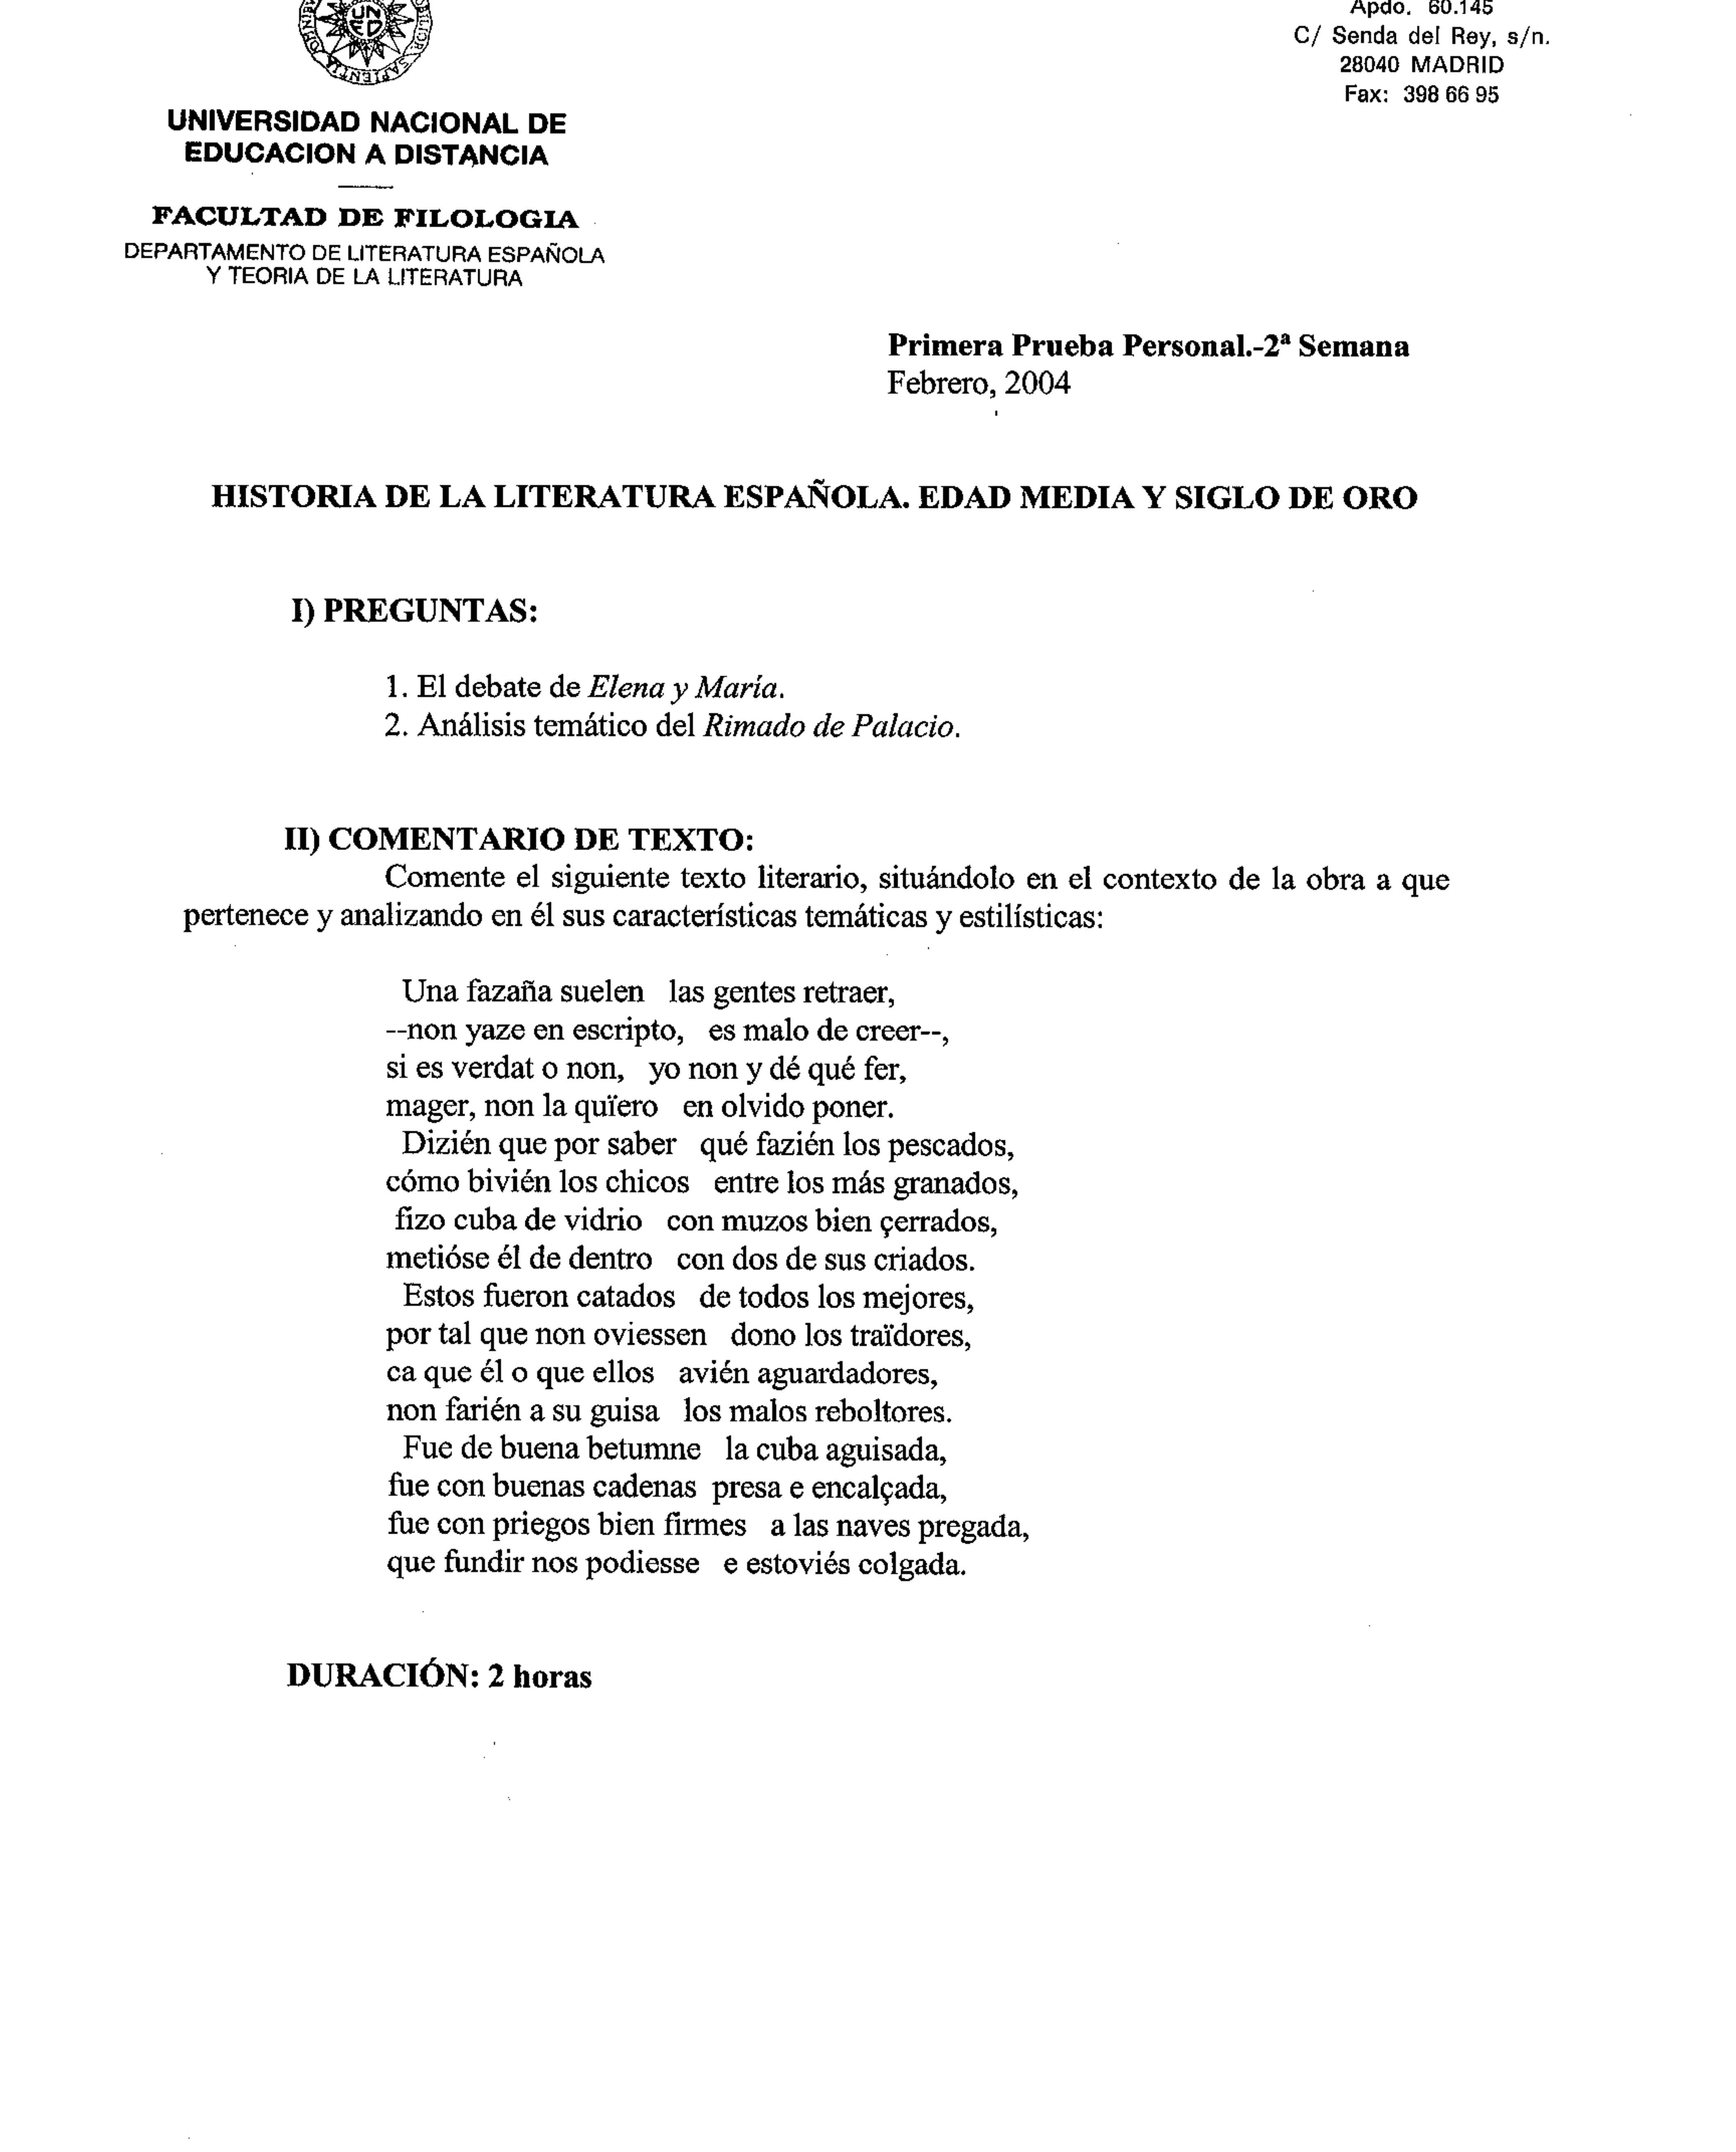 UN
ED
Apdo. 60.145
C/ Senda del Rey, s/n.
28040 MADRID
Fax: 398 66 95
UNIVERSIDAD NACIONAL DE
EDUCACION A DISTANCIA
FACULTAD DE FILOLOGIA
DEPARTAMENTO DE LITERATURA ESPAÑOLA
Y TEORIA DE LA LITERATURA
Primera Prueba Personal.-2ª Semana
Febrero, 2004
HISTORIA DE LA LITERATURA ESPAÑOLA. EDAD MEDIA Y SIGLO DE ORO
I) PREGUNTAS:
1. El debate de Elena y María.
2. Análisis temático del Rimado de Palacio.
II) COMENTARIO DE TEXTO:
Comente el siguiente texto literario, situándolo en el contexto de la obra a que
pertenece y analizando en él sus características temáticas y estilísticas:
Una fazaña suelen las gentes retraer,
--non yaze en escripto, es malo de creer--,
si es verdat o non, yo non y dé qué fer,
mager, non la quïero en olvido poner.
Dizién que por saber qué fazién los pescados,
cómo bivién los chicos entre los más granados,
fizo cuba de vidrio con muzos bien çerrados,
metióse él de dentro con dos de sus criados.
Estos fueron catados de todos los mejores,
por tal que non oviessen dono los traïdores,
ca que él o que ellos avién aguardadores,
non farién a su guisa los malos reboltores.
Fue de buena betumne la cuba aguisada,
fue con buenas cadenas presa e encalçada,
fue con priegos bien firmes a las naves pregada,
que fundir nos podiesse e estoviés colgada.
DURACIÓN: 2 horas